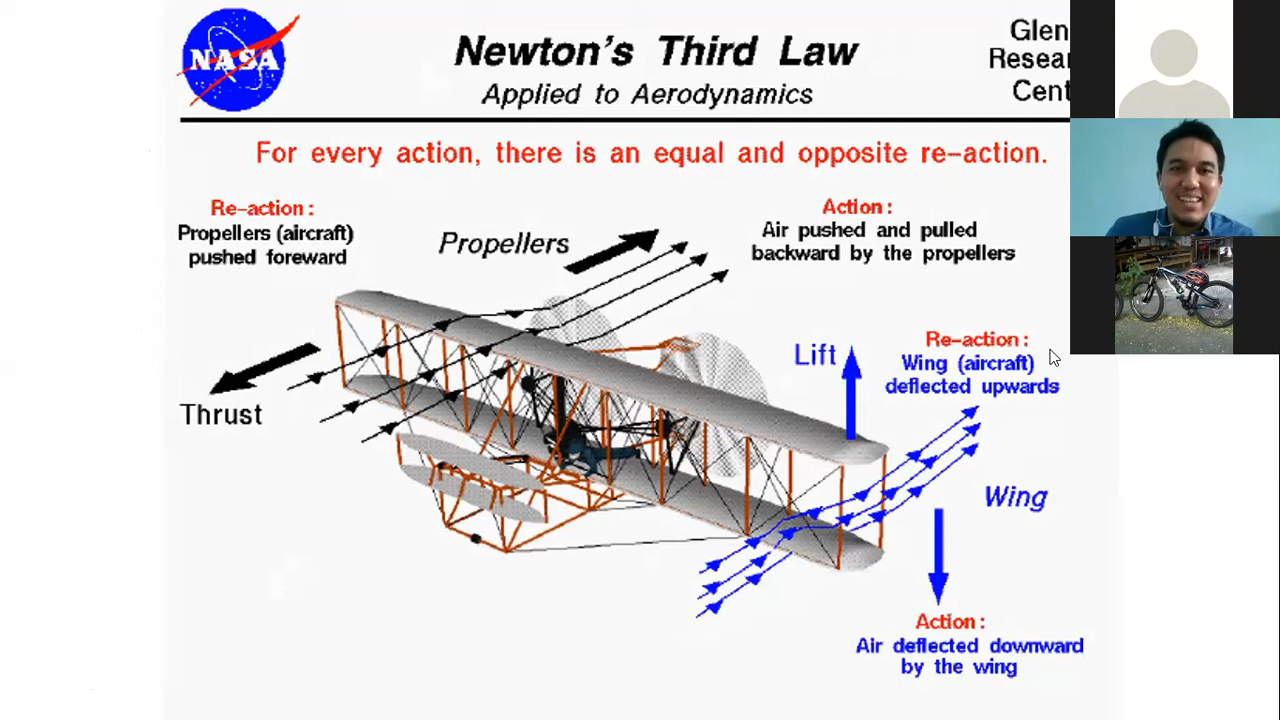 NASA
Newton's Third Law
Applied to Aerodynamics
Glen
Resear
Cent
For every action, there is an equal and opposite re-action.
Re-action:
Propellers (aircraft)
pushed foreward
Propellers
Action:
Air pushed and pulled
backward by the propellers
Thrust
Lift
Re-action:
Wing (aircraft)
deflected upwards
Wing
Action:
Air deflected downward
by the wing